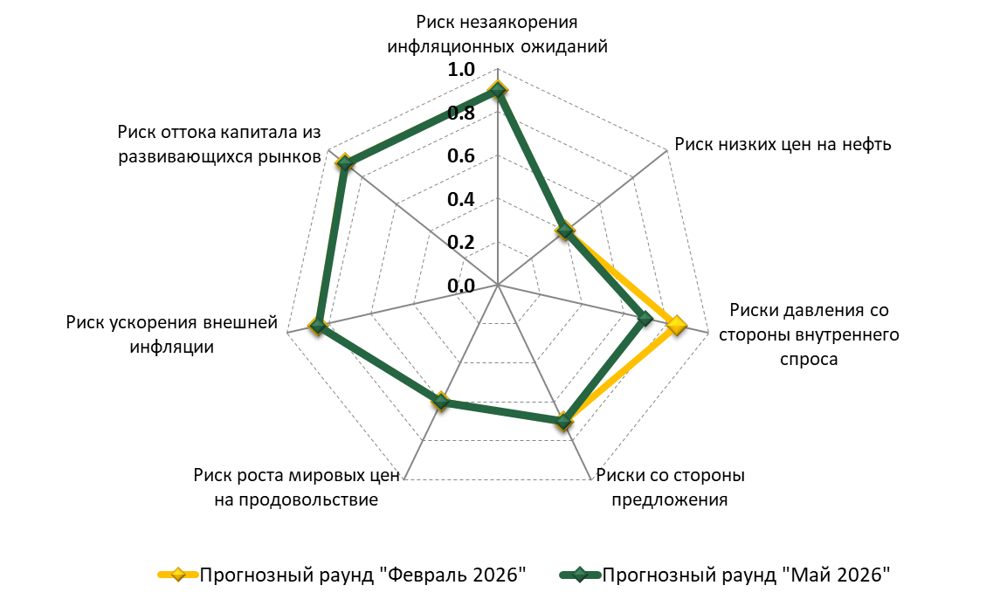 Риск незаякорения
инфляционных ожиданий
1.0
0.8
0.6
0.4
0.2
0.0
Риск низких цен на нефть
Риски давления со
стороны внутреннего
спроса
Риски со стороны
предложения
Риск роста мировых цен
на продовольствие
Риск ускорения внешней
инфляции
Риск оттока капитала из
развивающихся рынков
Прогнозный раунд "Февраль 2026"
Прогнозный раунд "Май 2026"